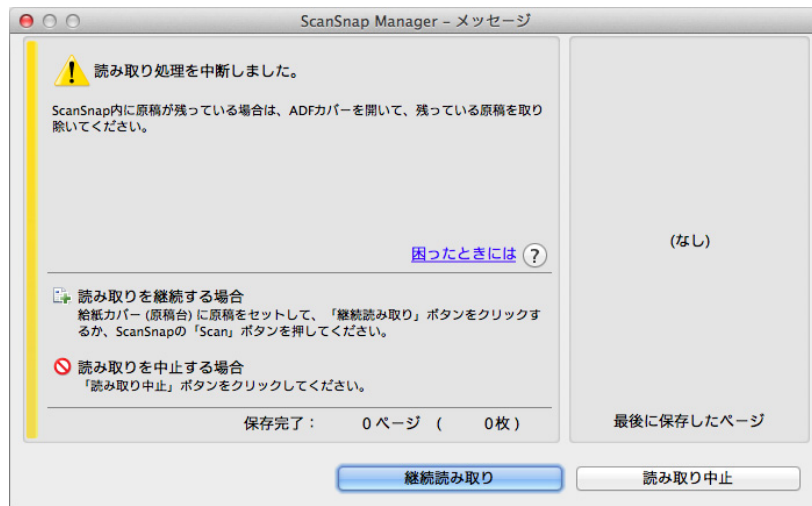 ScanSnap Manager – メッセージ
読み取り処理を中断しました。
ScanSnap内に原稿が残っている場合は、ADFカバーを開いて、残っている原稿を取り
除いてください。
困ったときには ?
(なし)
読み取りを継続する場合
給紙カバー (原稿台) に原稿をセットして、「継続読み取り」ボタンをクリックす
るか、ScanSnapの「Scan」ボタンを押してください。
読み取りを中止する場合
「読み取り中止」ボタンをクリックしてください。
保存完了： 0 ページ ( 0枚 )
最後に保存したページ
継続読み取り
読み取り中止